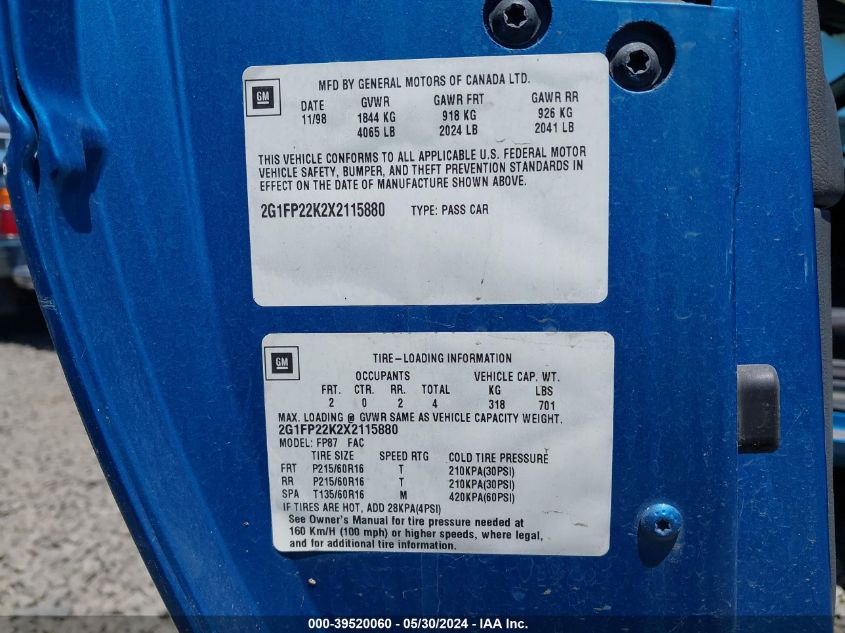 GM
MFD BY GENERAL MOTORS OF CANADA LTD.
DATE GVWR GAWR FRT GAWR RR
11/98 1844 KG 918 KG 926 KG
4065 LB 2024 LB 2041 LB
THIS VEHICLE CONFORMS TO ALL APPLICABLE U.S. FEDERAL MOTOR
VEHICLE SAFETY, BUMPER, AND THEFT PREVENTION STANDARDS IN
EFFECT ON THE DATE OF MANUFACTURE SHOWN ABOVE.
2G1FP22K2X2115880 TYPE: PASS CAR
GM
TIRE-LOADING INFORMATION
OCCUPANTS VEHICLE CAP. WT.
FRT. CTR. RR. TOTAL KG LBS
2 0 2 4 318 701
MAX. LOADING @ GVWR SAME AS VEHICLE CAPACITY WEIGHT.
2G1FP22K2X2115880
MODEL: FP87 FAC
TIRE SIZE SPEED RTG COLD TIRE PRESSURE
FRT P215/60R16 T 210KPA(30PSI)
RR P215/60R16 T 210KPA(30PSI)
SPA T135/60R16 M 420KPA(60PSI)
IF TIRES ARE HOT, ADD 28KPA(4PSI)
See Owner's Manual for tire pressure needed at
160 Km/H (100 mph) or higher speeds, where legal,
and for additional tire information.
000-39520060 - 05/30/2024 - IAA Inc.